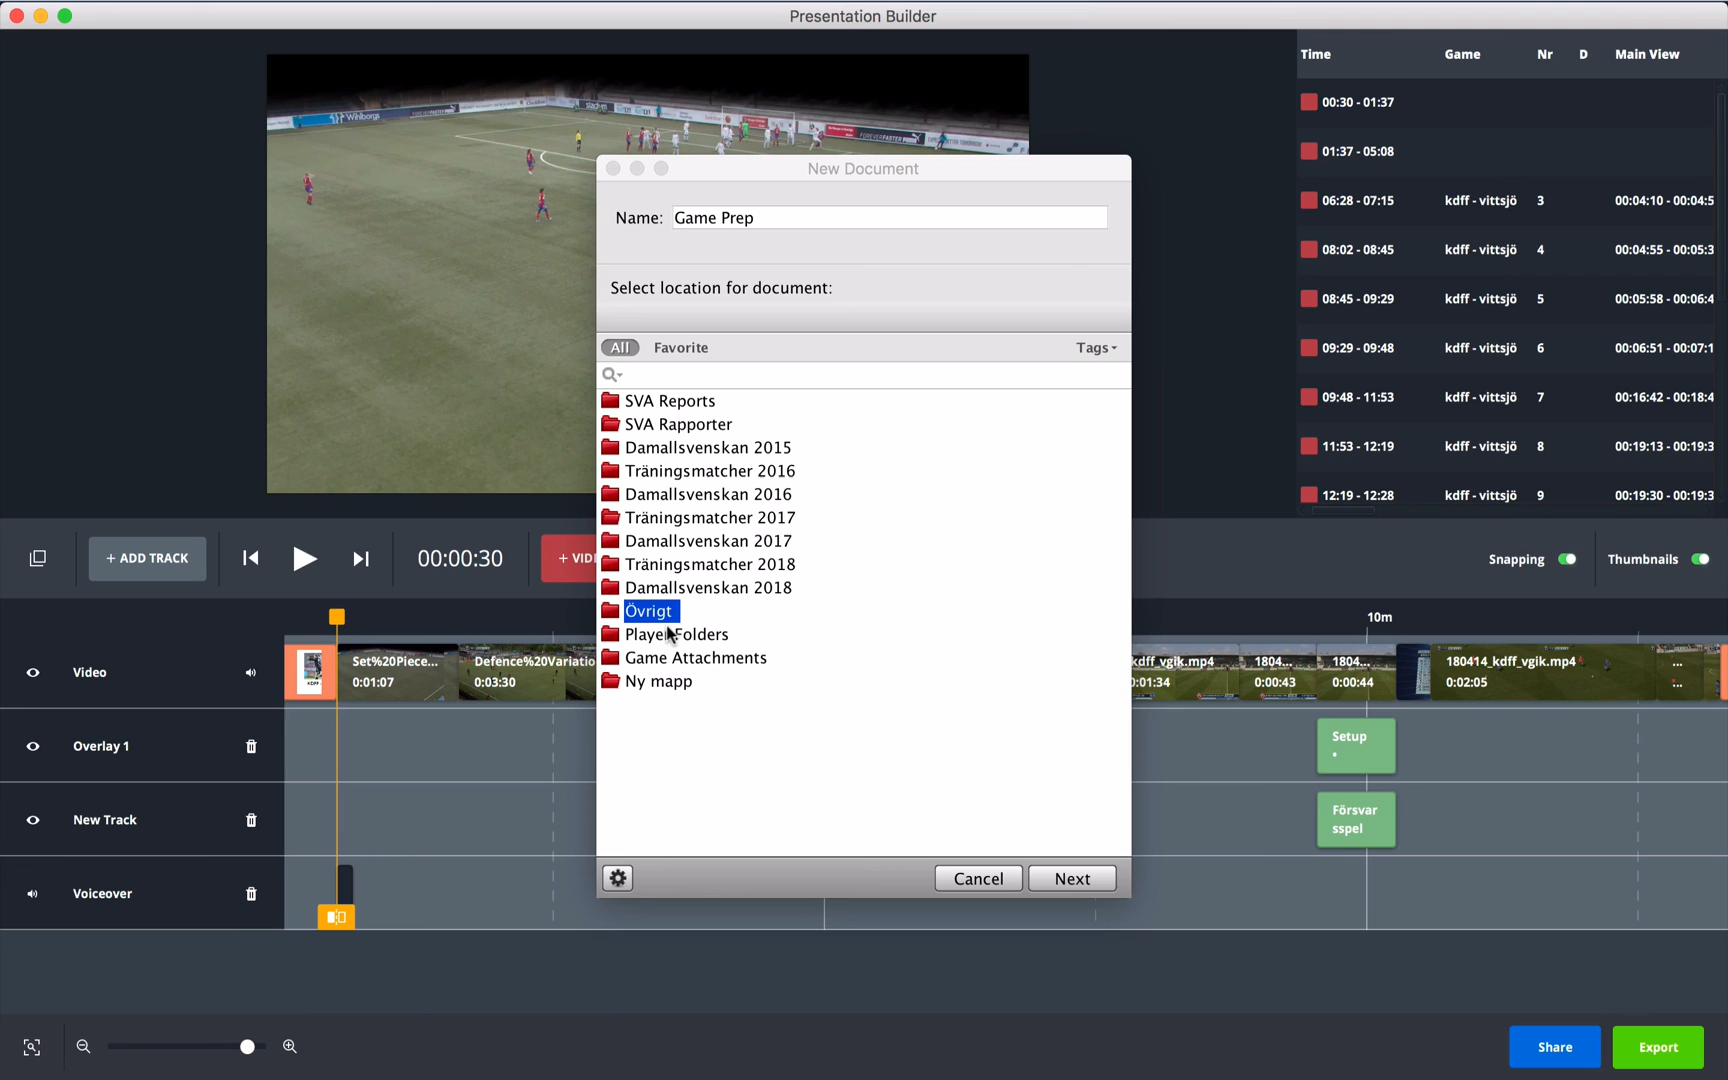 Presentation Builder
Wihlborgs
Time Game Nr D Main View
00:30 - 01:37
01:37 - 05:08
06:28 - 07:15 kdff - vittsjö 3 00:04:10 - 00:04:5
08:02 - 08:45 kdff - vittsjö 4 00:04:55 - 00:05:3
08:45 - 09:29 kdff - vittsjö 5 00:05:58 - 00:06:4
09:29 - 09:48 kdff - vittsjö 6 00:06:51 - 00:07:1
09:48 - 11:53 kdff - vittsjö 7 00:16:42 - 00:18:4
11:53 - 12:19 kdff - vittsjö 8 00:19:13 - 00:19:3
12:19 - 12:28 kdff - vittsjö 9 00:19:30 - 00:19:3
New Document
Name: Game Prep
Select location for document:
All Favorite Tags
SVA Reports
SVA Rapporter
Damallsvenskan 2015
Träningsmatcher 2016
Damallsvenskan 2016
Träningsmatcher 2017
Damallsvenskan 2017
Träningsmatcher 2018
Damallsvenskan 2018
Övrigt
Player Folders
Game Attachments
Ny mapp
Cancel Next
+ ADD TRACK 00:00:30 + VIDE
Snapping Thumbnails
10m
Video
Set%20Piece...
0:01:07
Defence%20Variatio
0:03:30
kdff_vgik.mp4
0:01:34
1804...
0:00:43
1804...
0:00:44
180414_kdff_vgik.mp4
0:02:05
...
...
Overlay 1
Setup
•
New Track
Försvar
sspel
Voiceover
Share Export